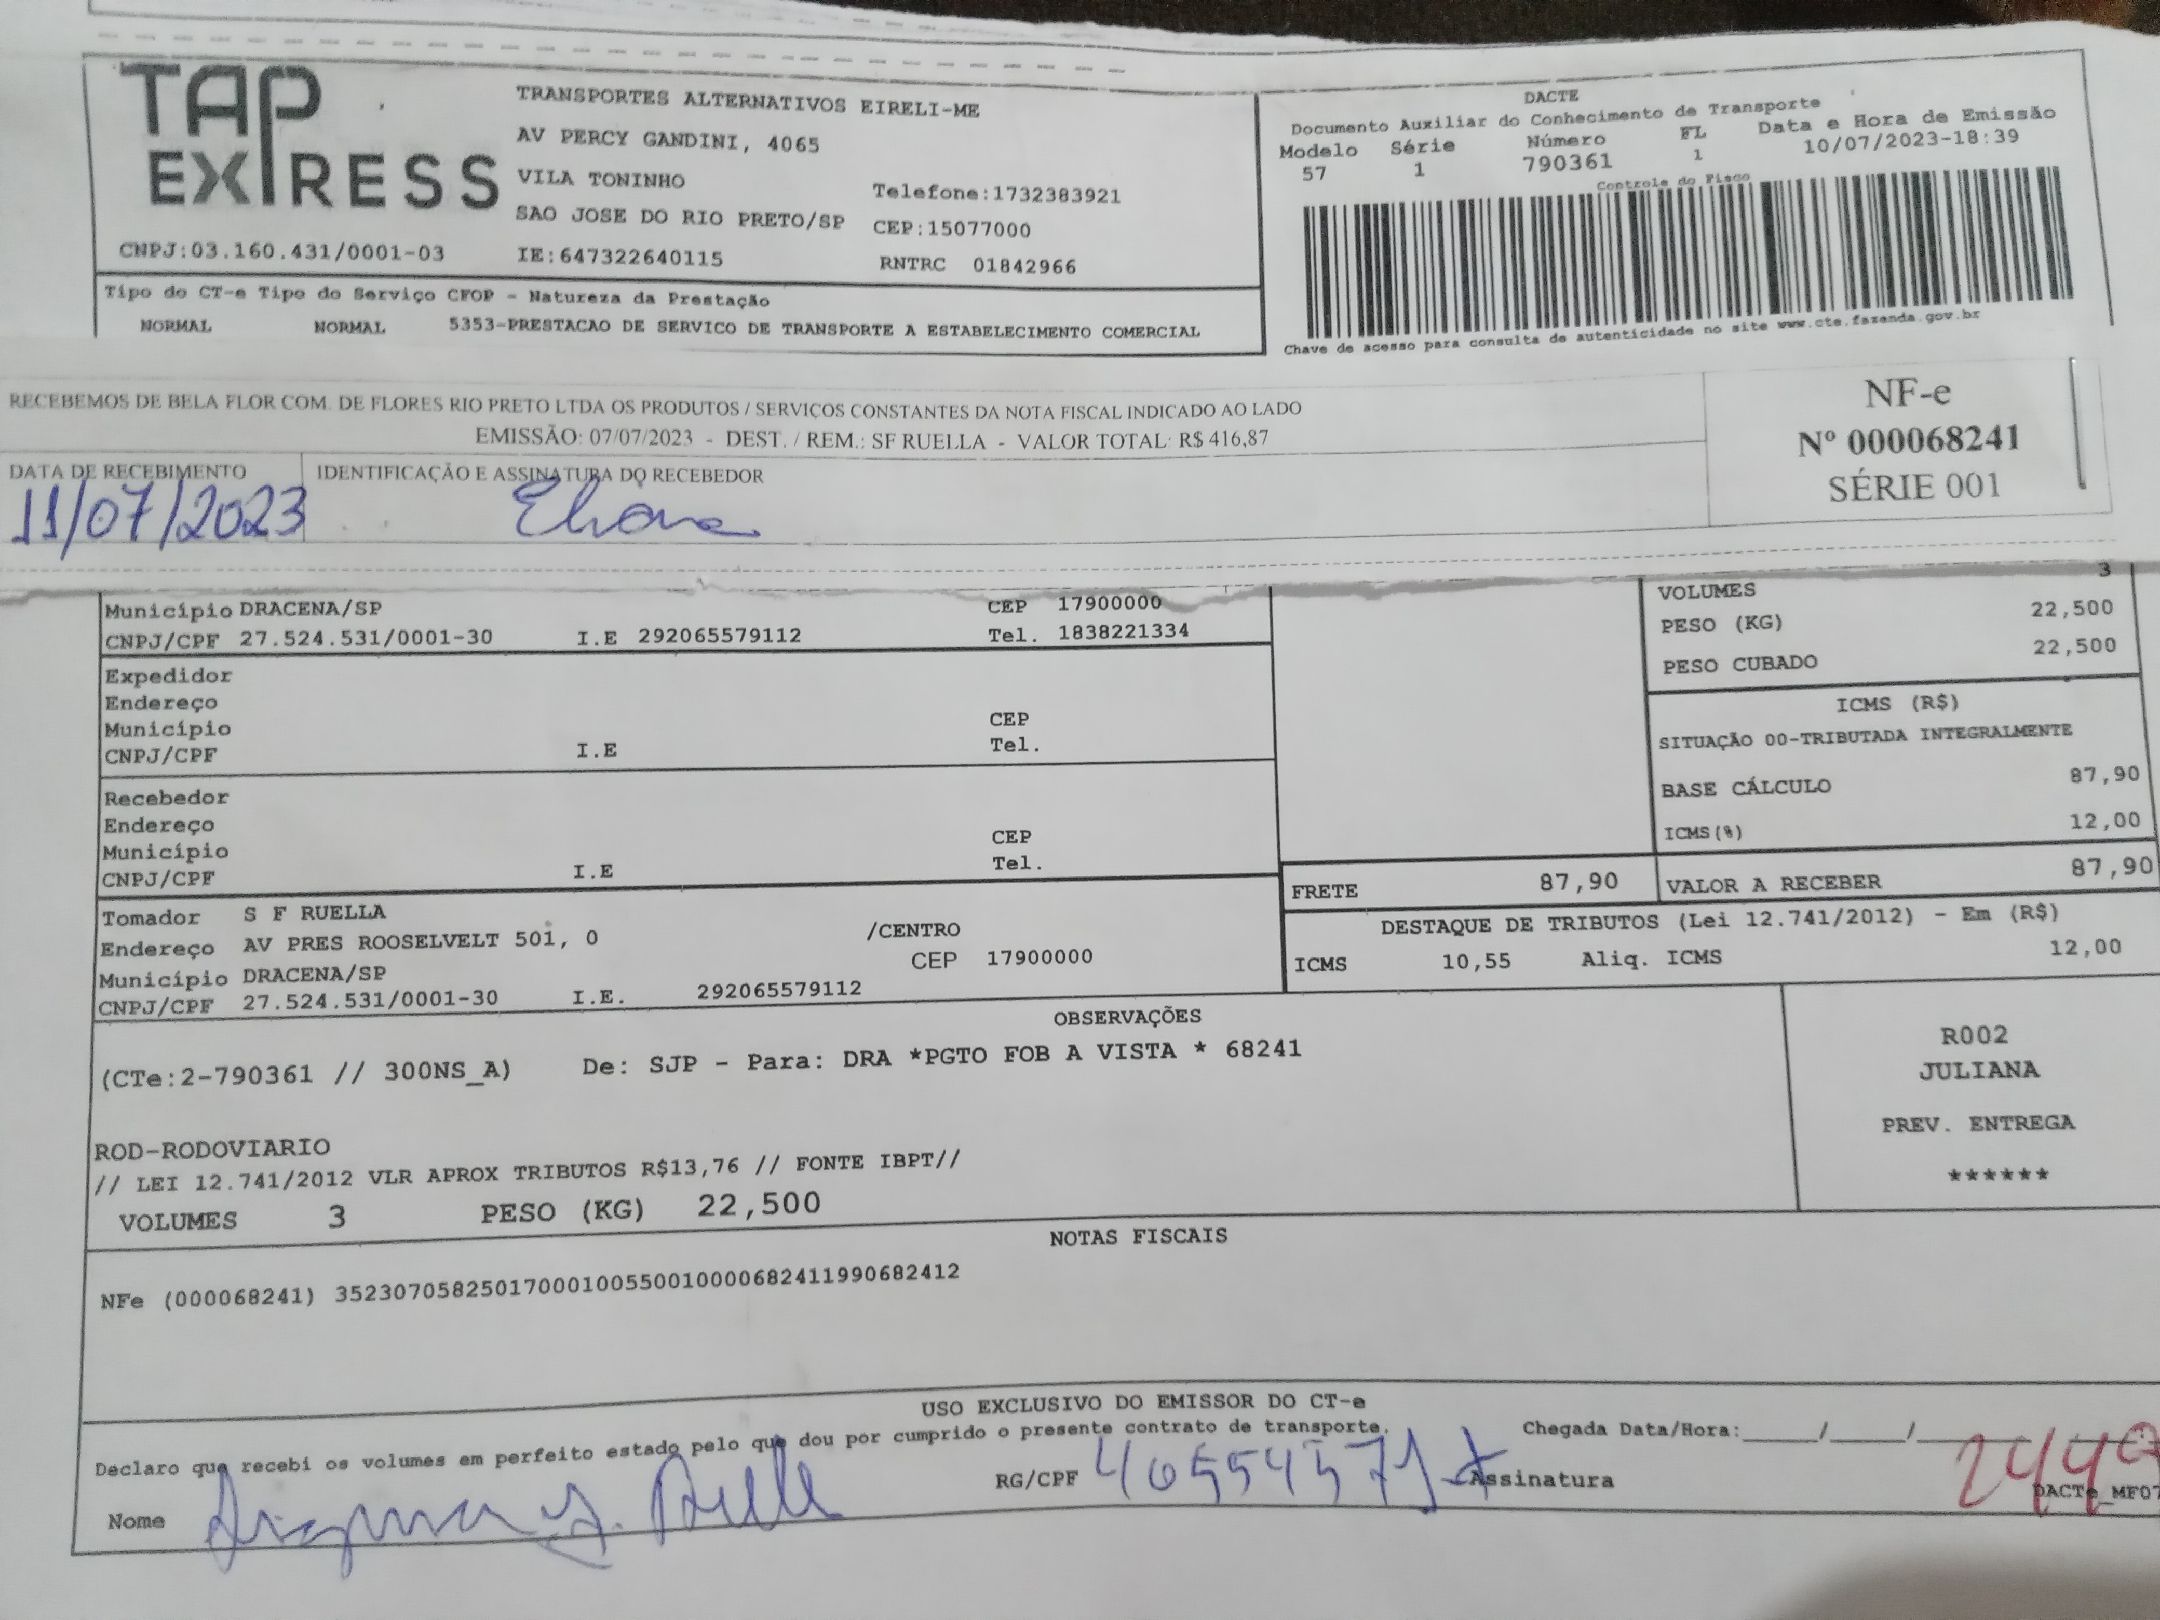 TAP EXPRESS
TRANSPORTES ALTERNATIVOS EIRELI-ME
AV PERCY GANDINI, 4065
VILA TONINHO
Telefone:1732383921
SAO JOSE DO RIO PRETO/SP CEP:15077000
CNPJ:03.160.431/0001-03 IE:647322640115 RNTRC 01842966
Tipo do CT-e Tipo do Serviço CFOP - Natureza da Prestação
NORMAL NORMAL 5353-PRESTACAO DE SERVICO DE TRANSPORTE A ESTABELECIMENTO COMERCIAL
DACTE
Documento Auxiliar do Conhecimento de Transporte
Modelo Série Número FL Data e Hora de Emissão
57 1 790361 1 10/07/2023-18:39
Controle do Fisco
Chave de acesso para consulta de autenticidade no site www.cte.fazenda.gov.br
RECEBEMOS DE BELA FLOR COM. DE FLORES RIO PRETO LTDA OS PRODUTOS / SERVIÇOS CONSTANTES DA NOTA FISCAL INDICADO AO LADO
EMISSÃO: 07/07/2023 - DEST. / REM.: SF RUELLA - VALOR TOTAL: R$ 416,87
DATA DE RECEBIMENTO IDENTIFICAÇÃO E ASSINATURA DO RECEBEDOR
11/07/2023
NF-e
Nº 000068241
SÉRIE 001
Município DRACENA/SP CEP 17900000
CNPJ/CPF 27.524.531/0001-30 I.E 292065579112 Tel. 1838221334
Expedidor
Endereço
Município CEP
CNPJ/CPF I.E Tel.
Recebedor
Endereço
Município CEP
CNPJ/CPF I.E Tel.
Tomador S F RUELLA
Endereço AV PRES ROOSELVELT 501, 0 /CENTRO
Município DRACENA/SP CEP 17900000
CNPJ/CPF 27.524.531/0001-30 I.E. 292065579112
VOLUMES 3
PESO (KG) 22,500
PESO CUBADO 22,500
ICMS (R$)
SITUAÇÃO 00-TRIBUTADA INTEGRALMENTE
BASE CÁLCULO 87,90
ICMS(%) 12,00
FRETE 87,90 VALOR A RECEBER 87,90
DESTAQUE DE TRIBUTOS (Lei 12.741/2012) - Em (R$)
ICMS 10,55 Aliq. ICMS 12,00
OBSERVAÇÕES
(CTe:2-790361 // 300NS_A) De: SJP - Para: DRA *PGTO FOB A VISTA * 68241
ROD-RODOVIARIO
// LEI 12.741/2012 VLR APROX TRIBUTOS R$13,76 // FONTE IBPT//
VOLUMES 3 PESO (KG) 22,500
R002
JULIANA
PREV. ENTREGA
******
NOTAS FISCAIS
NFe (000068241) 35230705825017000100550010000682411990682412
USO EXCLUSIVO DO EMISSOR DO CT-e
Declaro que recebi os volumes em perfeito estado pelo que dou por cumprido o presente contrato de transporte.
Chegada Data/Hora:_____/_____/_____
Nome RG/CPF Assinatura
DACTe_MF07